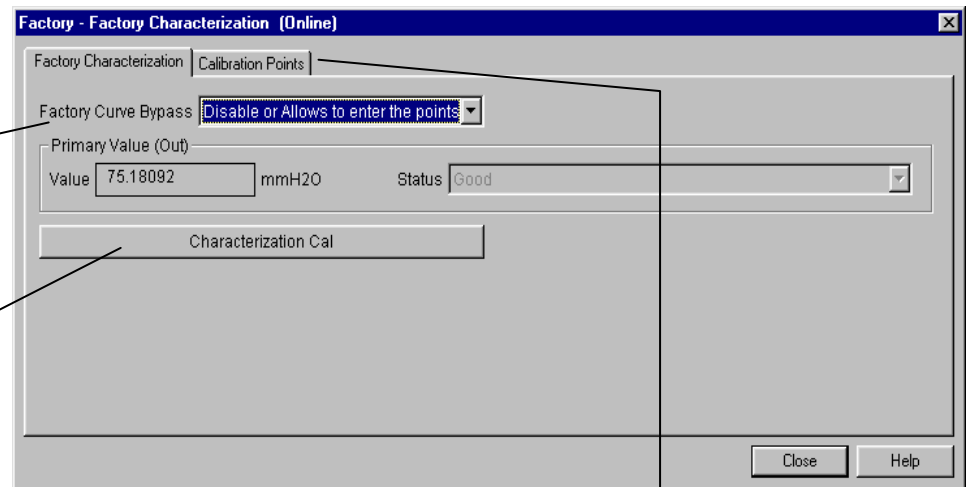 Factory - Factory Characterization (Online)
Factory Characterization
Calibration Points
Factory Curve Bypass Disable or Allows to enter the points
Primary Value (Out)
Value 75.18092 mmH2O Status Good
Characterization Cal
Close Help